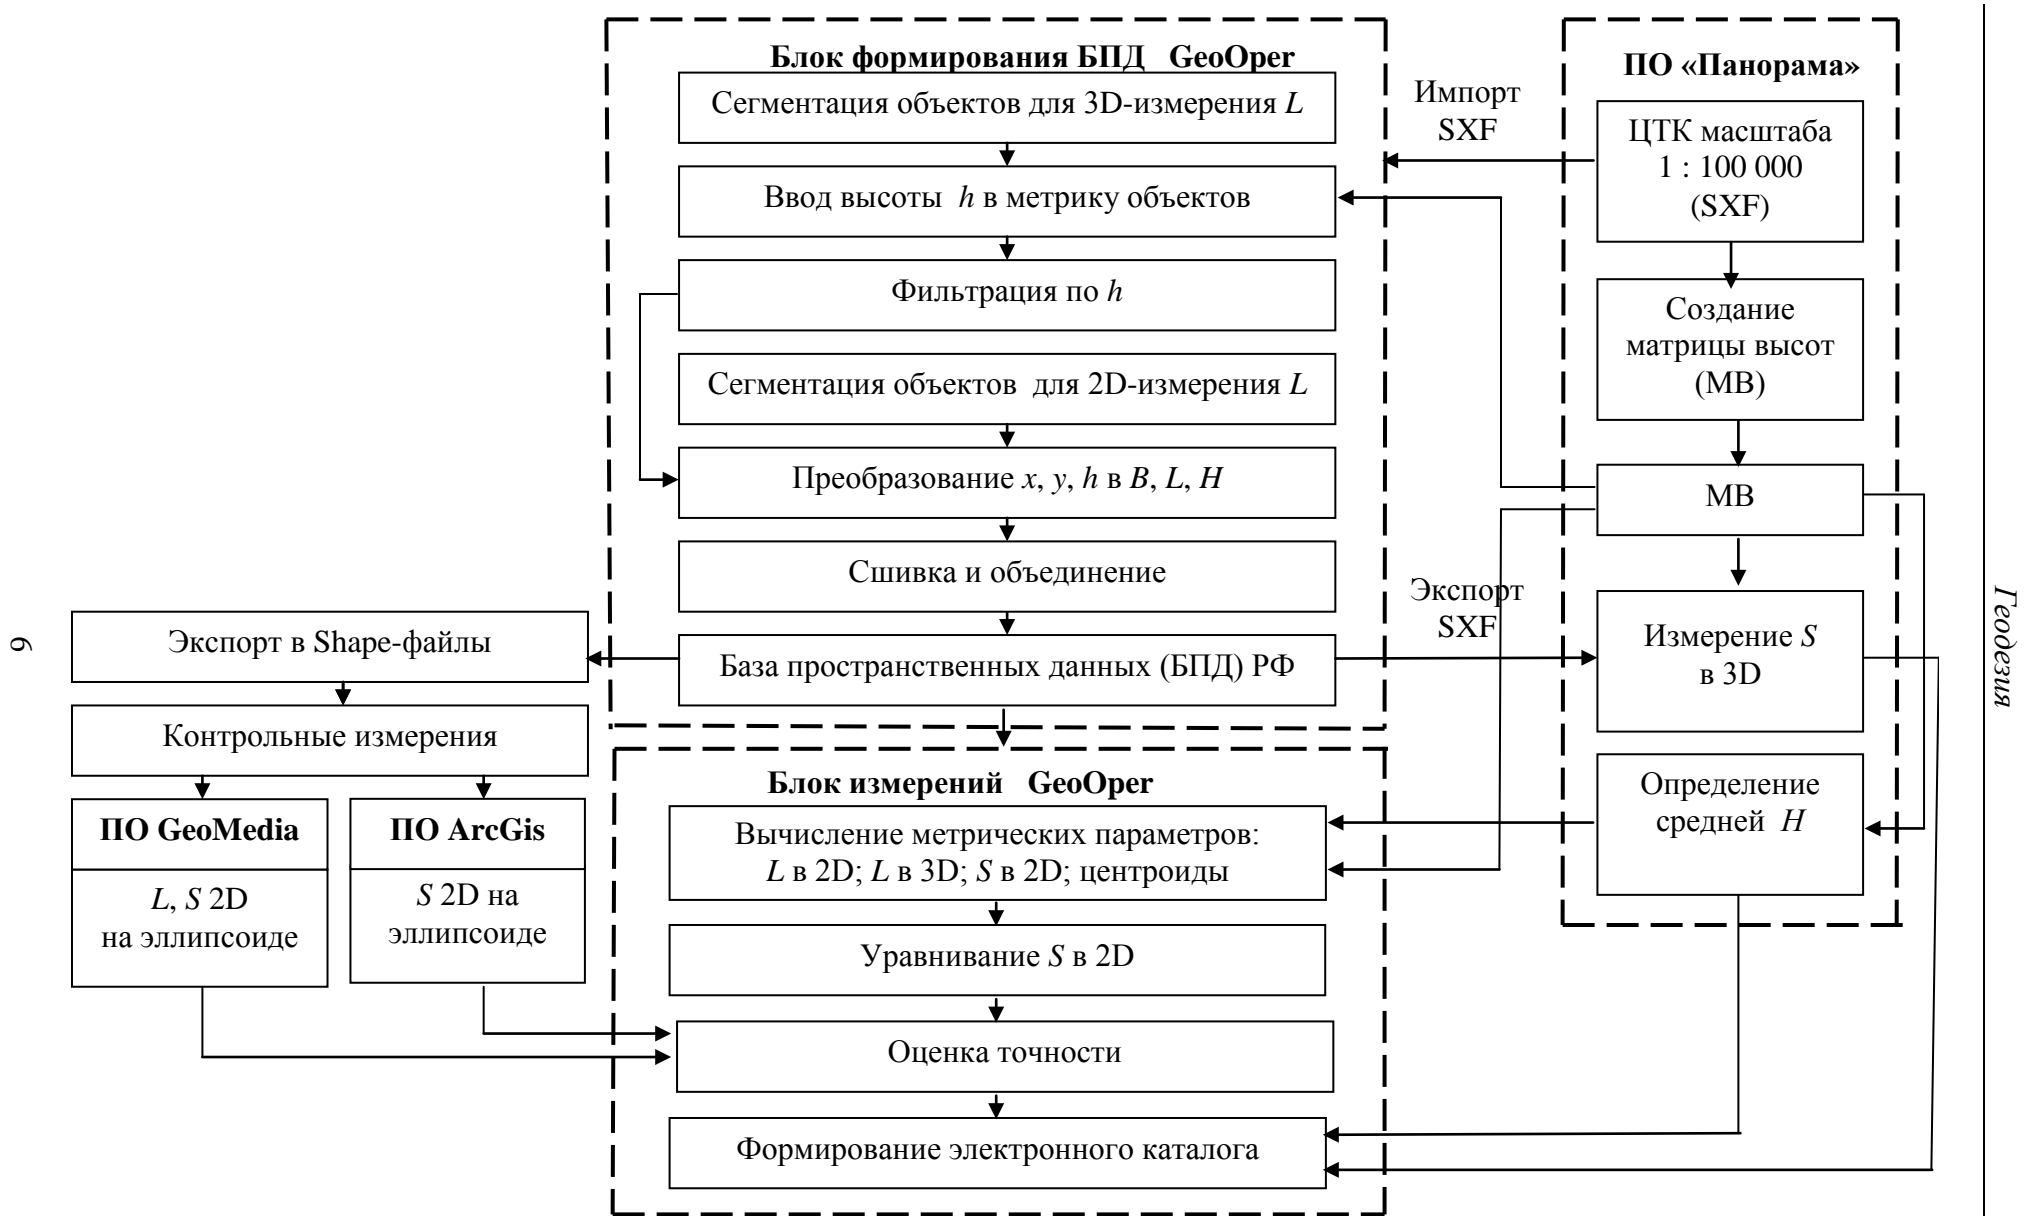 Блок формирования БПД GeoOper
Сегментация объектов для 3D-измерения L
Ввод высоты h в метрику объектов
Фильтрация по h
Сегментация объектов для 2D-измерения L
Преобразование x, y, h в B, L, H
Сшивка и объединение
База пространственных данных (БПД) РФ
Импорт
SXF
Экспорт
SXF
ПО «Панорама»
ЦТК масштаба
1 : 100 000
(SXF)
Создание
матрицы высот
(МВ)
МВ
Измерение S
в 3D
Определение
средней H
Экспорт в Shape-файлы
Контрольные измерения
ПО GeoMedia
L, S 2D
на эллипсоиде
ПО ArcGis
S 2D на
эллипсоиде
Блок измерений GeoOper
Вычисление метрических параметров:
L в 2D; L в 3D; S в 2D; центроиды
Уравнивание S в 2D
Оценка точности
Формирование электронного каталога
Геодезия
6